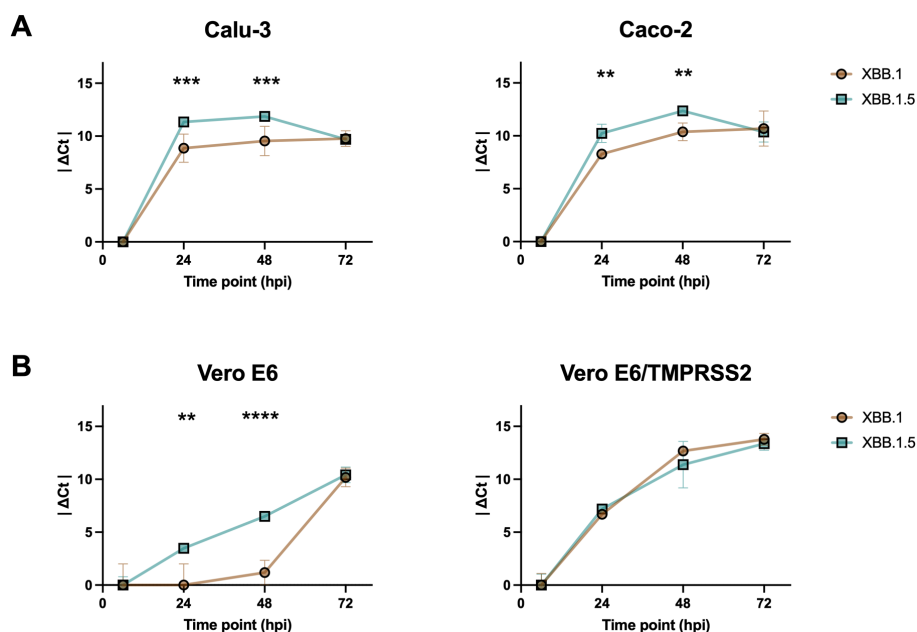 A
Calu-3
Caco-2
*** ***
** **
XBB.1
XBB.1.5
15
10
5
0
| ΔCt |
0 24 48 72
Time point (hpi)
15
10
5
0
| ΔCt |
0 24 48 72
Time point (hpi)
B
Vero E6
Vero E6/TMPRSS2
** ****
XBB.1
XBB.1.5
15
10
5
0
| ΔCt |
0 24 48 72
Time point (hpi)
15
10
5
0
| ΔCt |
0 24 48 72
Time point (hpi)